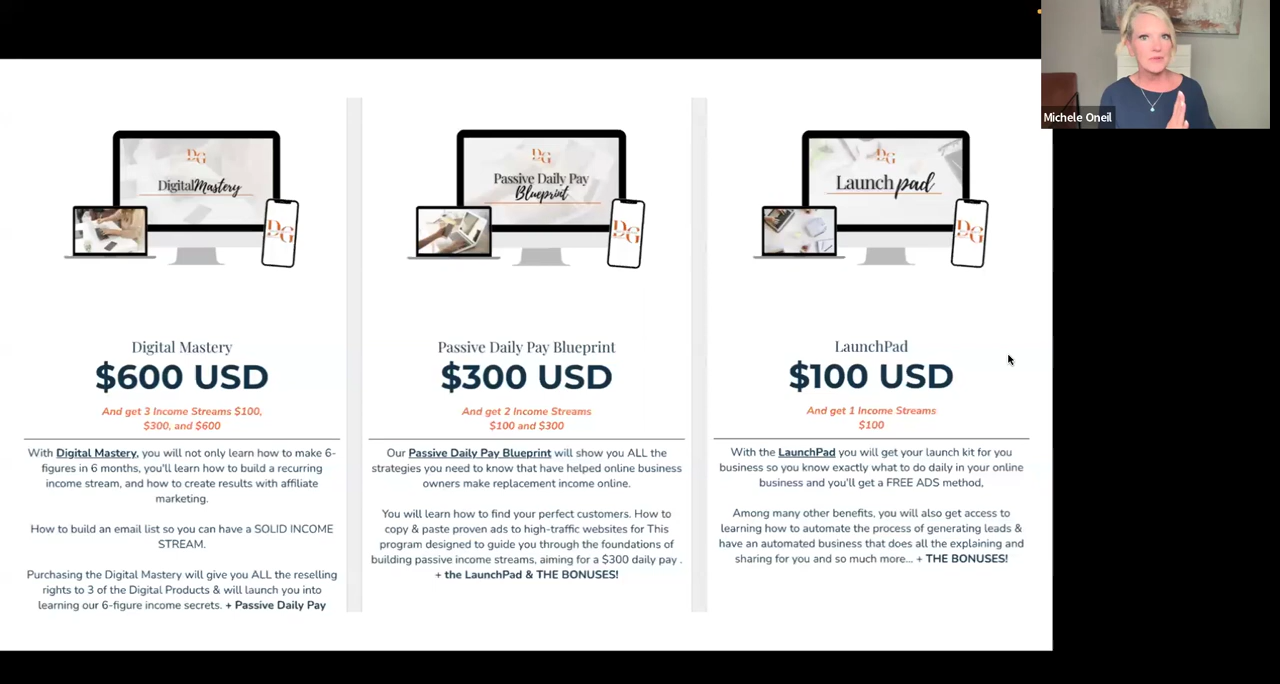 Michele Oneil
DG
DigitalMastery
DG
Digital Mastery
$600 USD
And get 3 Income Streams $100,
$300, and $600
With Digital Mastery, you will not only learn how to make 6-
figures in 6 months, you'll learn how to build a recurring
income stream, and how to create results with affiliate
marketing.
How to build an email list so you can have a SOLID INCOME
STREAM.
Purchasing the Digital Mastery will give you ALL the reselling
rights to 3 of the Digital Products & will launch you into
learning our 6-figure income secrets. + Passive Daily Pay
DG
Passive Daily Pay
Blueprint
DG
Passive Daily Pay Blueprint
$300 USD
And get 2 Income Streams
$100 and $300
Our Passive Daily Pay Blueprint will show you ALL the
strategies you need to know that have helped online business
owners make replacement income online.
You will learn how to find your perfect customers. How to
copy & paste proven ads to high-traffic websites for This
program designed to guide you through the foundations of
building passive income streams, aiming for a $300 daily pay .
+ the LaunchPad & THE BONUSES!
DG
Launch pad
DG
LaunchPad
$100 USD
And get 1 Income Streams
$100
With the LaunchPad you will get your launch kit for you
business so you know exactly what to do daily in your online
business and you'll get a FREE ADS method,
Among many other benefits, you will also get access to
learning how to automate the process of generating leads &
have an automated business that does all the explaining and
sharing for you and so much more... + THE BONUSES!